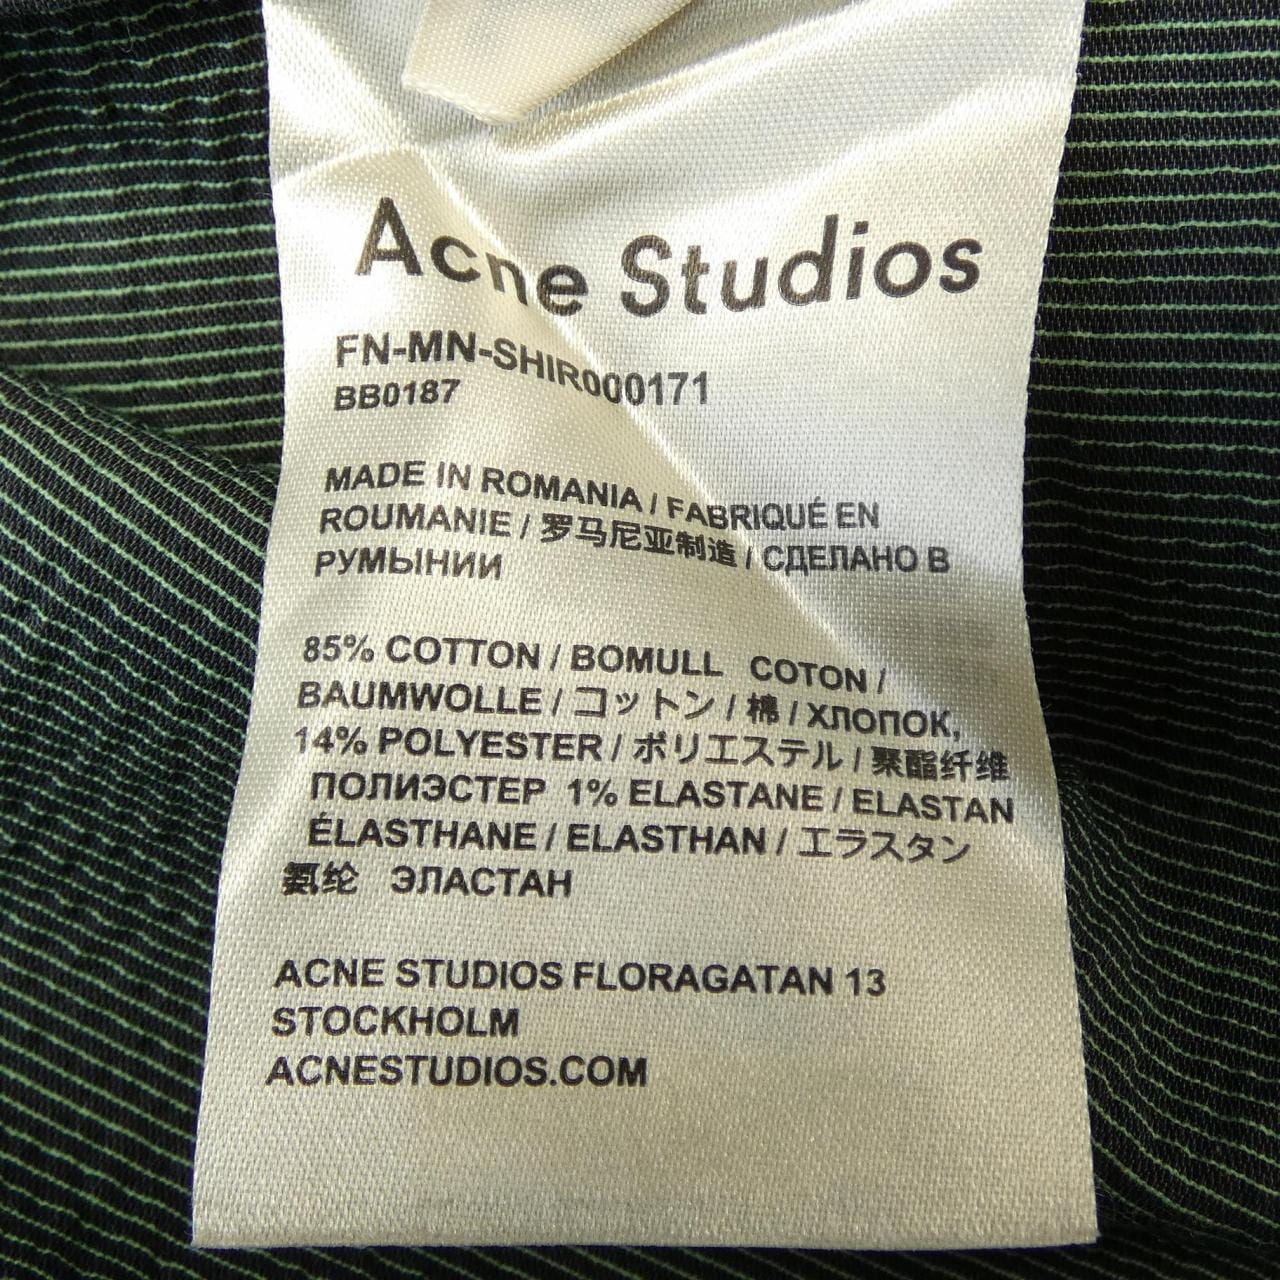 Acne Studios
FN-MN-SHIR000171
BB0187
MADE IN ROMANIA / FABRIQUÉ EN
ROUMANIE / 罗马尼亚制造 / СДЕЛАНО В
РУМЫНИИ
85% COTTON / BOMULL COTON /
BAUMWOLLE / コットン / 棉 / ХЛОПОК,
14% POLYESTER / ポリエステル / 聚酯纤维
ПОЛИЭСТЕР 1% ELASTANE / ELASTAN
ÉLASTHANE / ELASTHAN / エラスタン
氨纶 ЭЛАСТАН
ACNE STUDIOS FLORAGATAN 13
STOCKHOLM
ACNESTUDIOS.COM